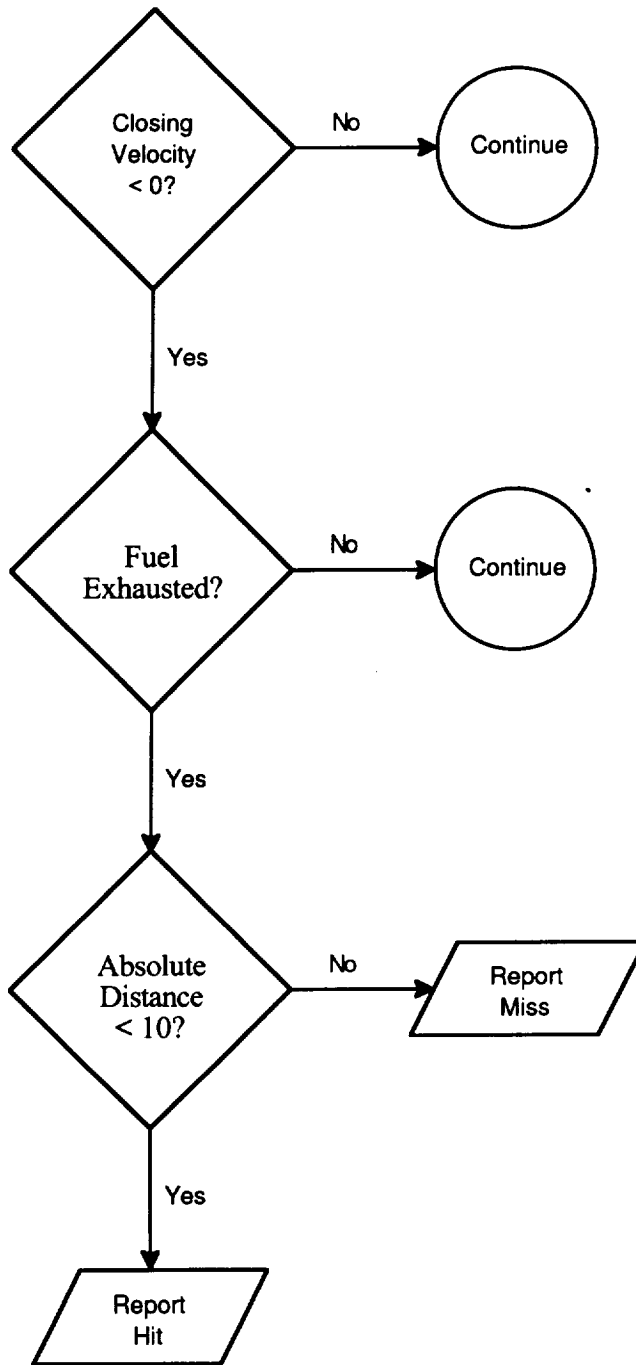 Closing
Velocity
< 0?
No
Continue
Yes
Fuel
Exhausted?
No
Continue
Yes
Absolute
Distance
< 10?
No
Report
Miss
Yes
Report
Hit